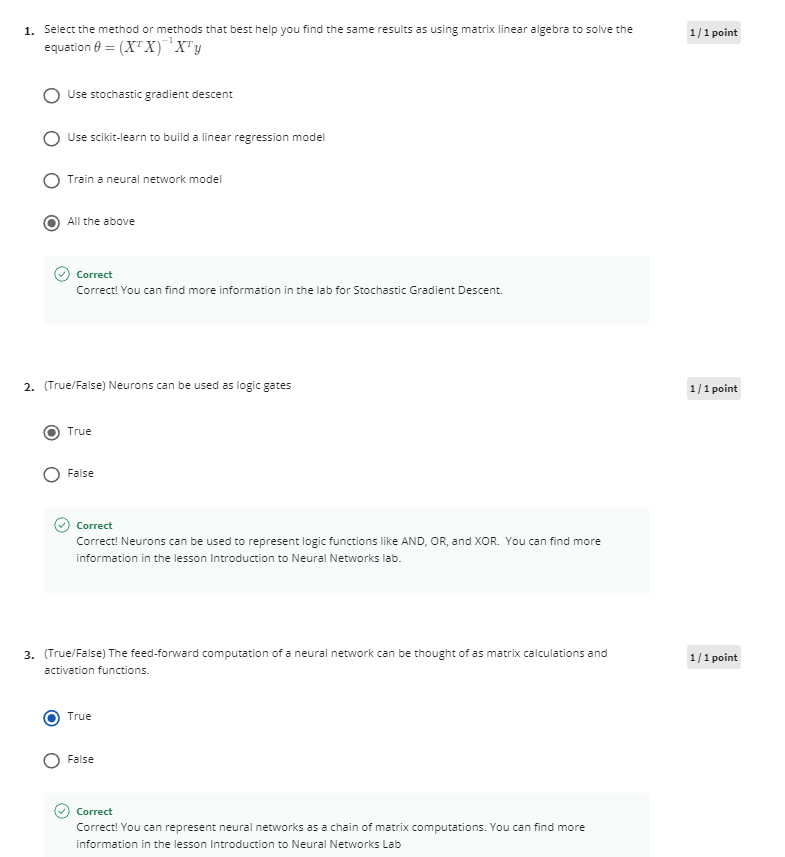 1. Select the method or methods that best help you find the same results as using matrix linear algebra to solve the 1 / 1 point
equation θ = (XᵀX)⁻¹Xᵀy
Use stochastic gradient descent
Use scikit-learn to build a linear regression model
Train a neural network model
All the above
Correct
Correct! You can find more information in the lab for Stochastic Gradient Descent.
2. (True/False) Neurons can be used as logic gates 1 / 1 point
True
False
Correct
Correct! Neurons can be used to represent logic functions like AND, OR, and XOR. You can find more
information in the lesson Introduction to Neural Networks lab.
3. (True/False) The feed-forward computation of a neural network can be thought of as matrix calculations and 1 / 1 point
activation functions.
True
False
Correct
Correct! You can represent neural networks as a chain of matrix computations. You can find more
information in the lesson Introduction to Neural Networks Lab